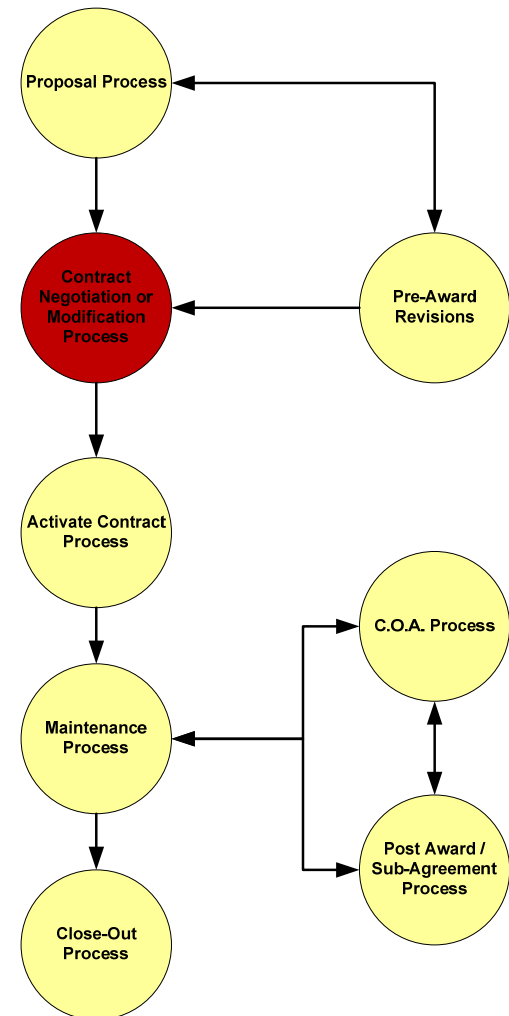 Proposal Process
Contract
Negotiation or
Modification
Process
Pre-Award
Revisions
Activate Contract
Process
C.O.A. Process
Maintenance
Process
Post Award /
Sub-Agreement
Process
Close-Out
Process